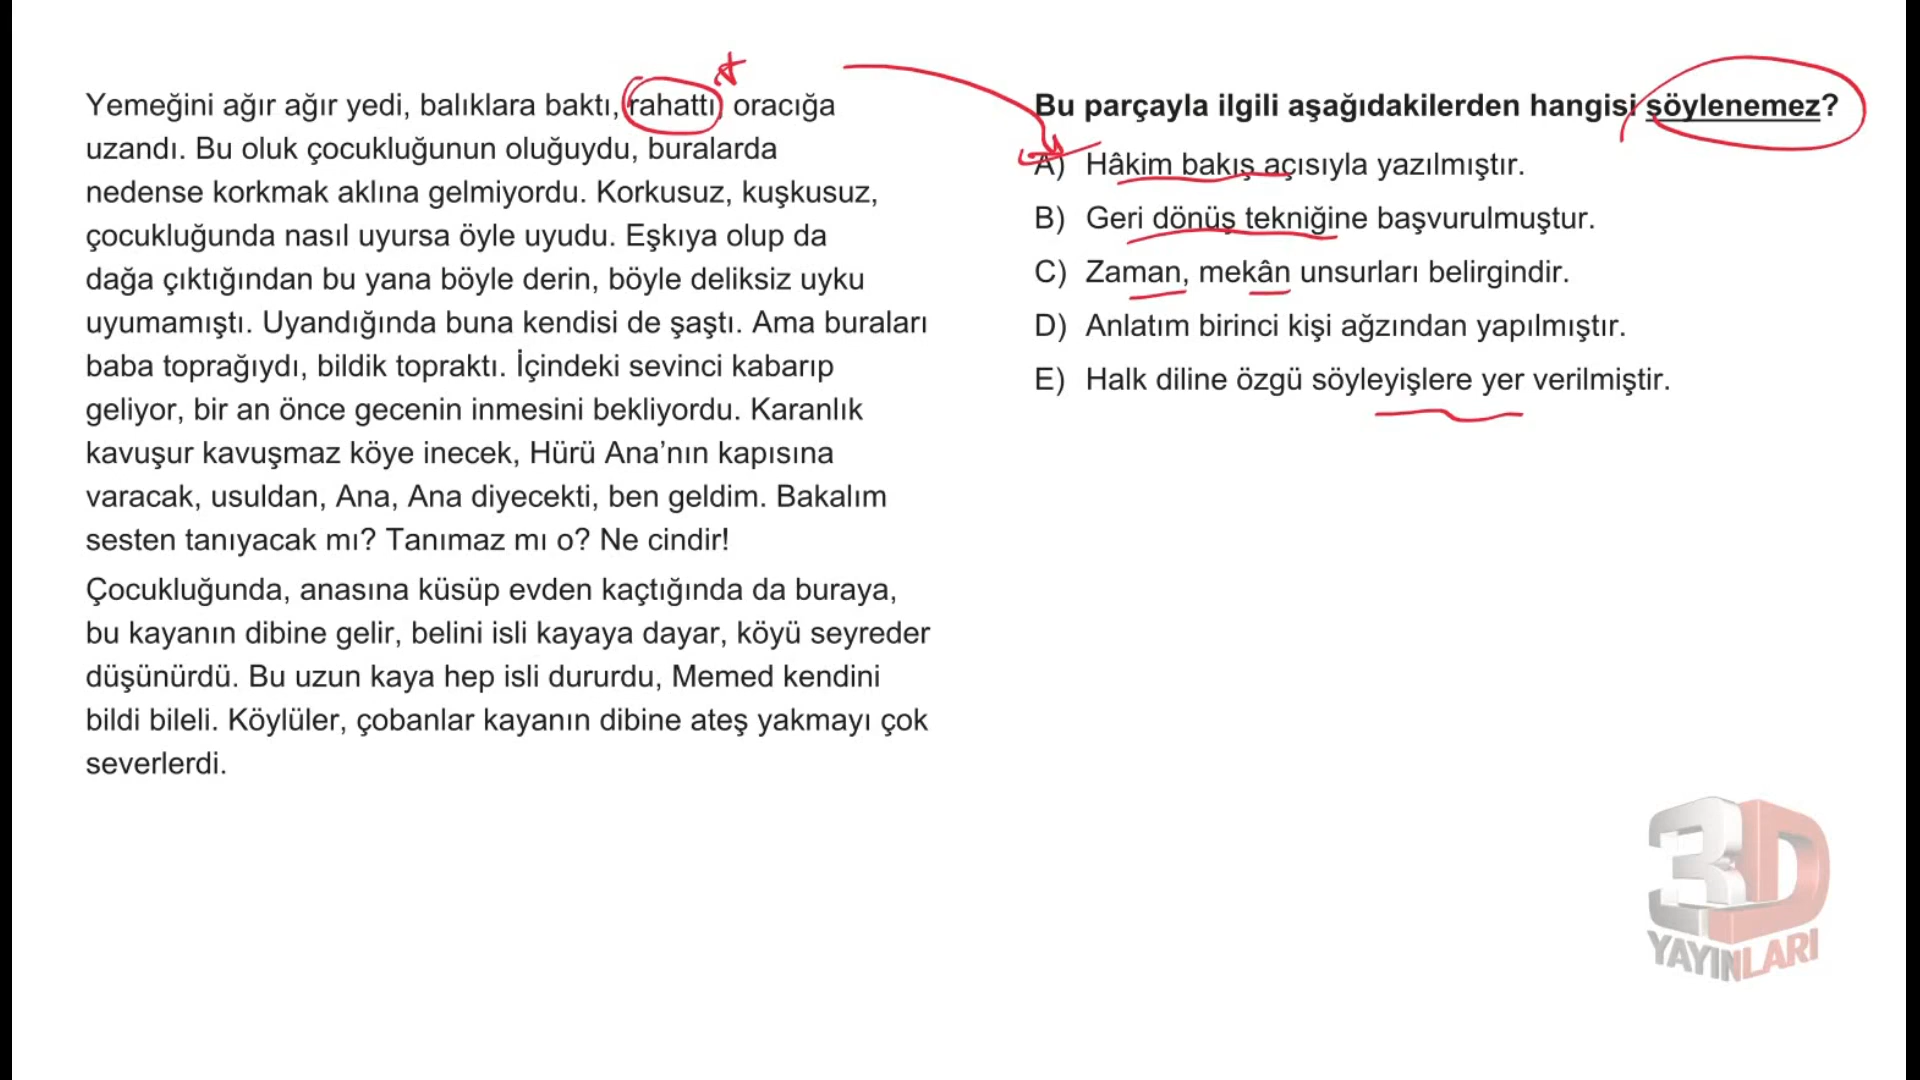 Yemeğini ağır ağır yedi, balıklara baktı, rahattı, oracığa
uzandı. Bu oluk çocukluğunun oluğuydu, buralarda
nedense korkmak aklına gelmiyordu. Korkusuz, kuşkusuz,
çocukluğunda nasıl uyursa öyle uyudu. Eşkıya olup da
dağa çıktığından bu yana böyle derin, böyle deliksiz uyku
uyumamıştı. Uyandığında buna kendisi de şaştı. Ama buraları
baba toprağıydı, bildik topraktı. İçindeki sevinci kabarıp
geliyor, bir an önce gecenin inmesini bekliyordu. Karanlık
kavuşur kavuşmaz köye inecek, Hürü Ana’nın kapısına
varacak, usuldan, Ana, Ana diyecekti, ben geldim. Bakalım
sesten tanıyacak mı? Tanımaz mı o? Ne cindir!
Çocukluğunda, anasına küsüp evden kaçtığında da buraya,
bu kayanın dibine gelir, belini isli kayaya dayar, köyü seyreder
düşünürdü. Bu uzun kaya hep isli dururdu, Memed kendini
bildi bileli. Köylüler, çobanlar kayanın dibine ateş yakmayı çok
severlerdi.
Bu parçayla ilgili aşağıdakilerden hangisi söylenemez?
A) Hâkim bakış açısıyla yazılmıştır.
B) Geri dönüş tekniğine başvurulmuştur.
C) Zaman, mekân unsurları belirgindir.
D) Anlatım birinci kişi ağzından yapılmıştır.
E) Halk diline özgü söyleyişlere yer verilmiştir.
3D
YAYINLARI